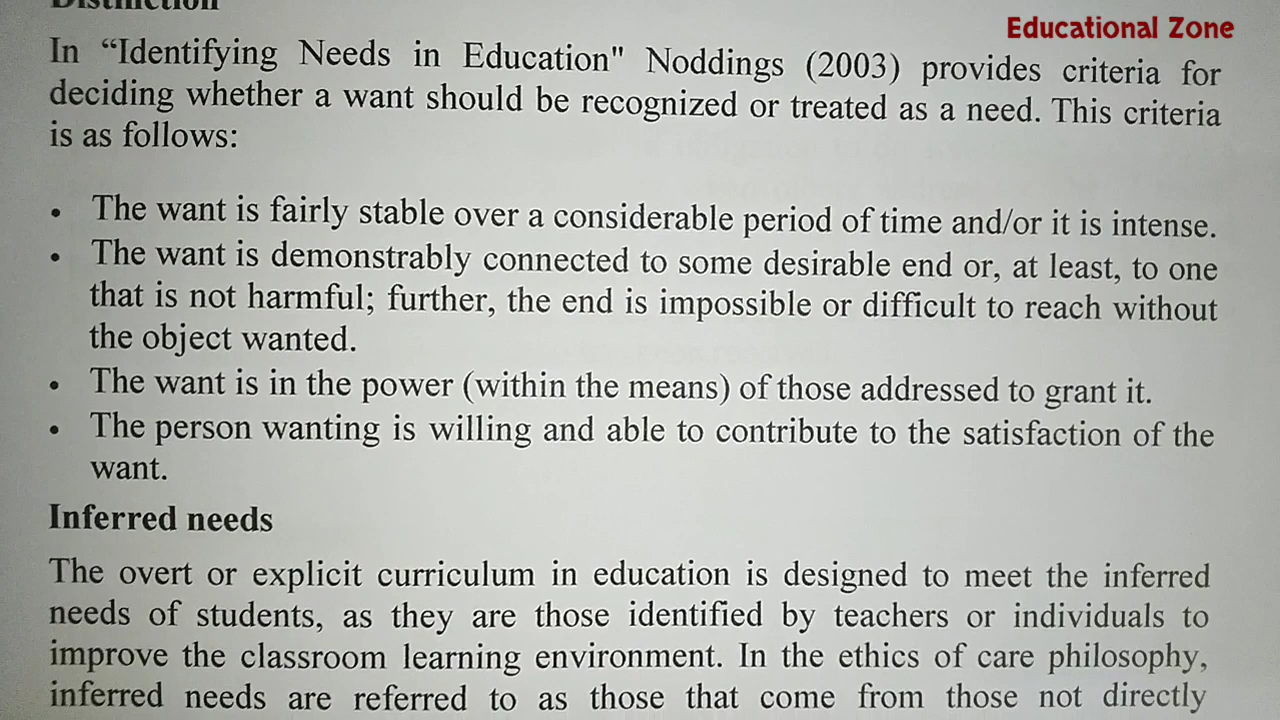 Distinction
Educational Zone
In “Identifying Needs in Education" Noddings (2003) provides criteria for
deciding whether a want should be recognized or treated as a need. This criteria
is as follows:
• The want is fairly stable over a considerable period of time and/or it is intense.
• The want is demonstrably connected to some desirable end or, at least, to one
that is not harmful; further, the end is impossible or difficult to reach without
the object wanted.
• The want is in the power (within the means) of those addressed to grant it.
• The person wanting is willing and able to contribute to the satisfaction of the
want.
Inferred needs
The overt or explicit curriculum in education is designed to meet the inferred
needs of students, as they are those identified by teachers or individuals to
improve the classroom learning environment. In the ethics of care philosophy,
inferred needs are referred to as those that come from those not directly